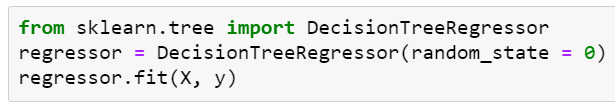 from sklearn.tree import DecisionTreeRegressor
regressor = DecisionTreeRegressor(random_state = 0)
regressor.fit(X, y)